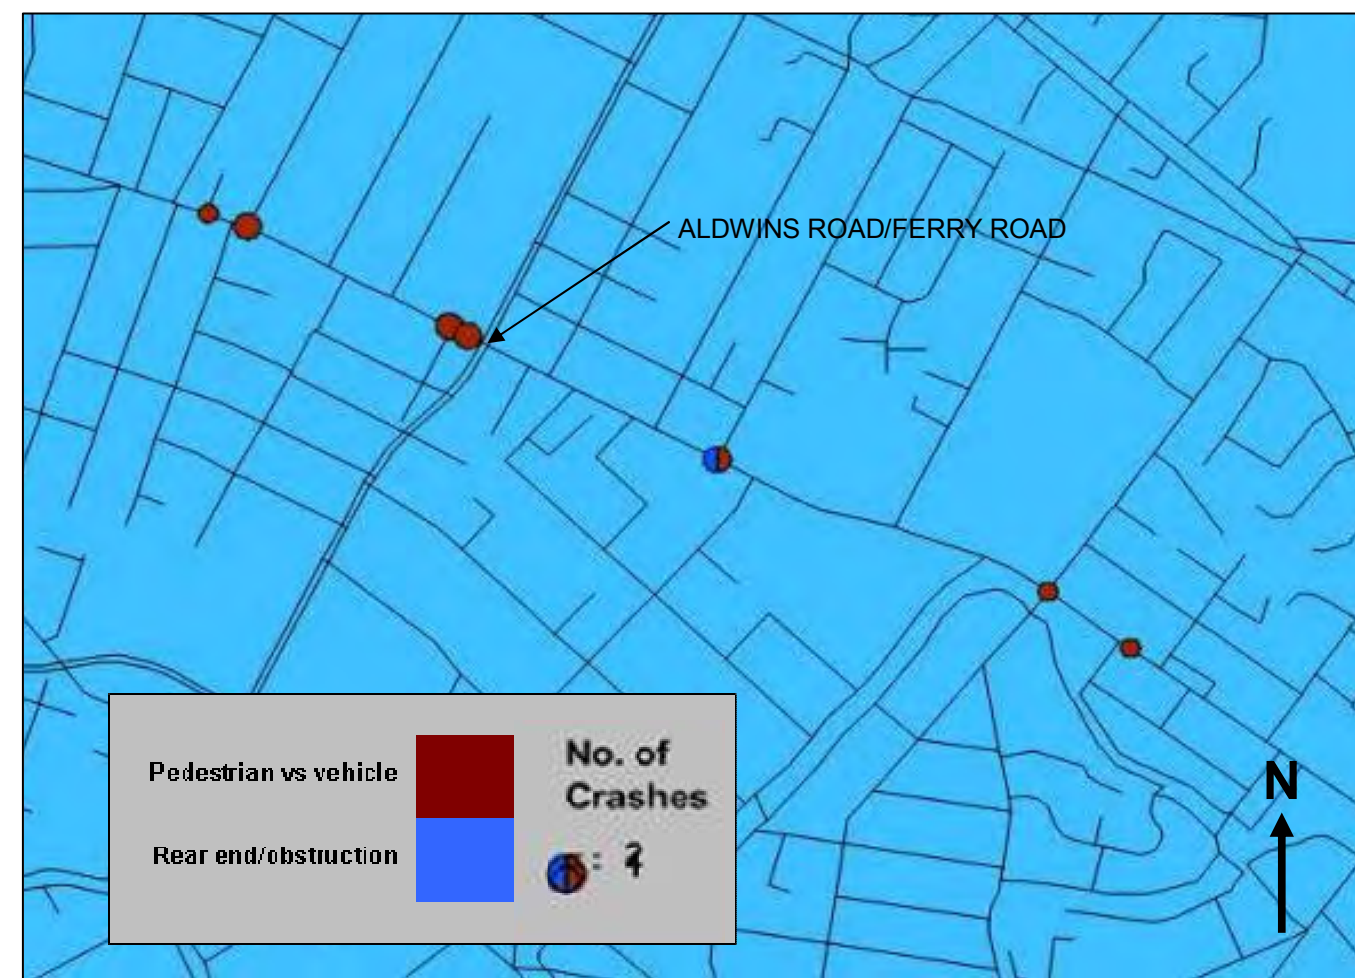 ALDWINS ROAD/FERRY ROAD
Pedestrian vs vehicle
Rear end/obstruction
No. of
Crashes
N